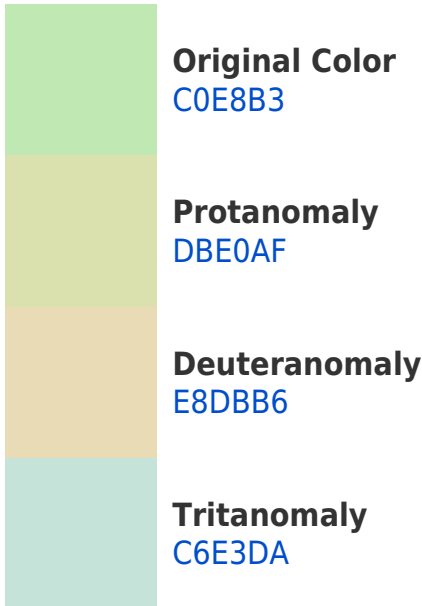 Original Color
C0E8B3
Protanomaly
DBE0AF
Deuteranomaly
E8DBB6
Tritanomaly
C6E3DA